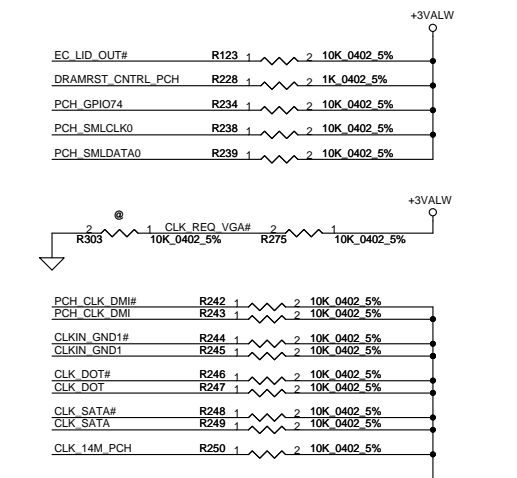 +3VALW
EC_LID_OUT# R123 1 2 10K_0402_5%
DRAMRST_CNTRL_PCH R228 1 2 1K_0402_5%
PCH_GPIO74 R234 1 2 10K_0402_5%
PCH_SMLCLK0 R238 1 2 10K_0402_5%
PCH_SMLDATA0 R239 1 2 10K_0402_5%
+3VALW
@
2 1 CLK_REQ_VGA# 2 1
R303 10K_0402_5% R275 10K_0402_5%
PCH_CLK_DMI# R242 1 2 10K_0402_5%
PCH_CLK_DMI R243 1 2 10K_0402_5%
CLKIN_GND1# R244 1 2 10K_0402_5%
CLKIN_GND1 R245 1 2 10K_0402_5%
CLK_DOT# R246 1 2 10K_0402_5%
CLK_DOT R247 1 2 10K_0402_5%
CLK_SATA# R248 1 2 10K_0402_5%
CLK_SATA R249 1 2 10K_0402_5%
CLK_14M_PCH R250 1 2 10K_0402_5%